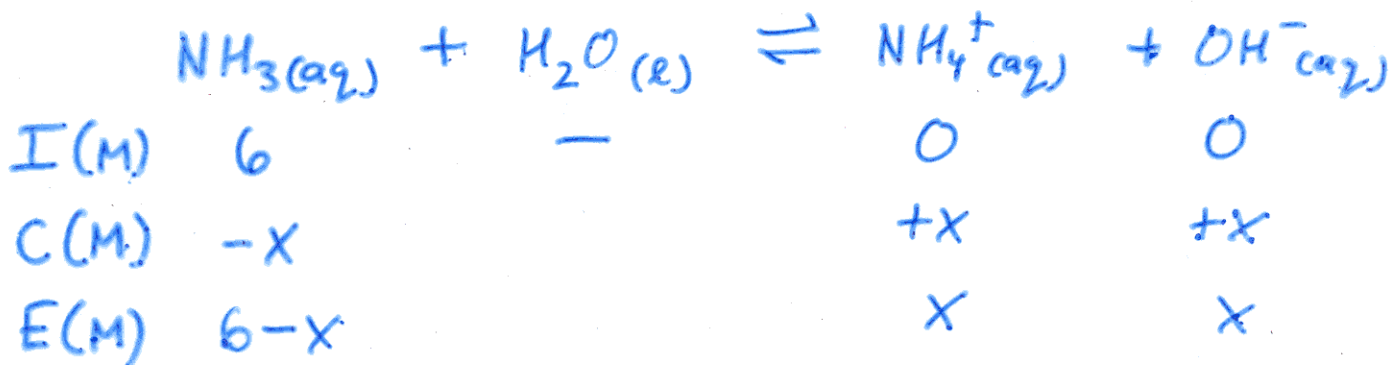 NH₃(aq) + H₂O(l) ⇌ NH₄⁺(aq) + OH⁻(aq)
I(M) 6 — 0 0
C(M) -x +x +x
E(M) 6-x x x